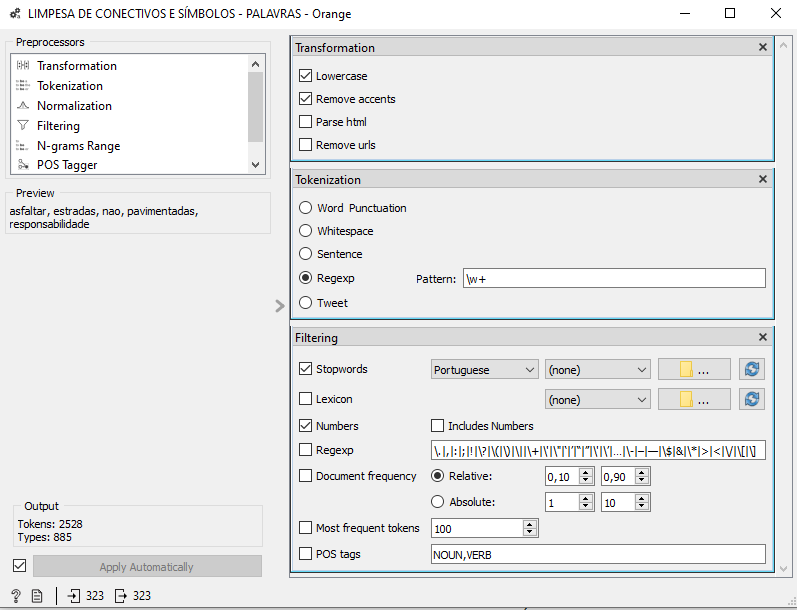 LIMPESA DE CONECTIVOS E SÍMBOLOS - PALAVRAS - Orange
Preprocessors
Transformation
Tokenization
Normalization
Filtering
N-grams Range
POS Tagger
Preview
asfaltar, estradas, nao, pavimentadas,
responsabilidade
Output
Tokens: 2528
Types: 885
Apply Automatically
? 323 323
Transformation
Lowercase
Remove accents
Parse html
Remove urls
Tokenization
Word Punctuation
Whitespace
Sentence
Regexp Pattern: \w+
Tweet
Filtering
Stopwords Portuguese (none) ...
Lexicon (none) ...
Numbers Includes Numbers
Regexp \.|,|:|;|!|\?|\(|\)|\||\+|\'|\"|'|'|"|"|\'|\'|…|\-|–|—|\$|&|\*|>|<|\/|\[|\]
Document frequency Relative: 0,10 0,90
Absolute: 1 10
Most frequent tokens 100
POS tags NOUN,VERB